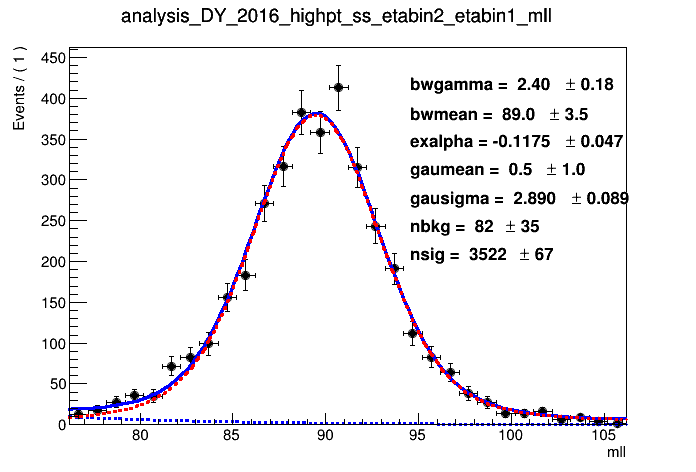 analysis_DY_2016_highpt_ss_etabin2_etabin1_mll
Events / ( 1 )
450
400
350
300
250
200
150
100
50
0
bwgamma = 2.40 ± 0.18
bwmean = 89.0 ± 3.5
exalpha = -0.1175 ± 0.047
gaumean = 0.5 ± 1.0
gausigma = 2.890 ± 0.089
nbkg = 82 ± 35
nsig = 3522 ± 67
80 85 90 95 100 105
mll